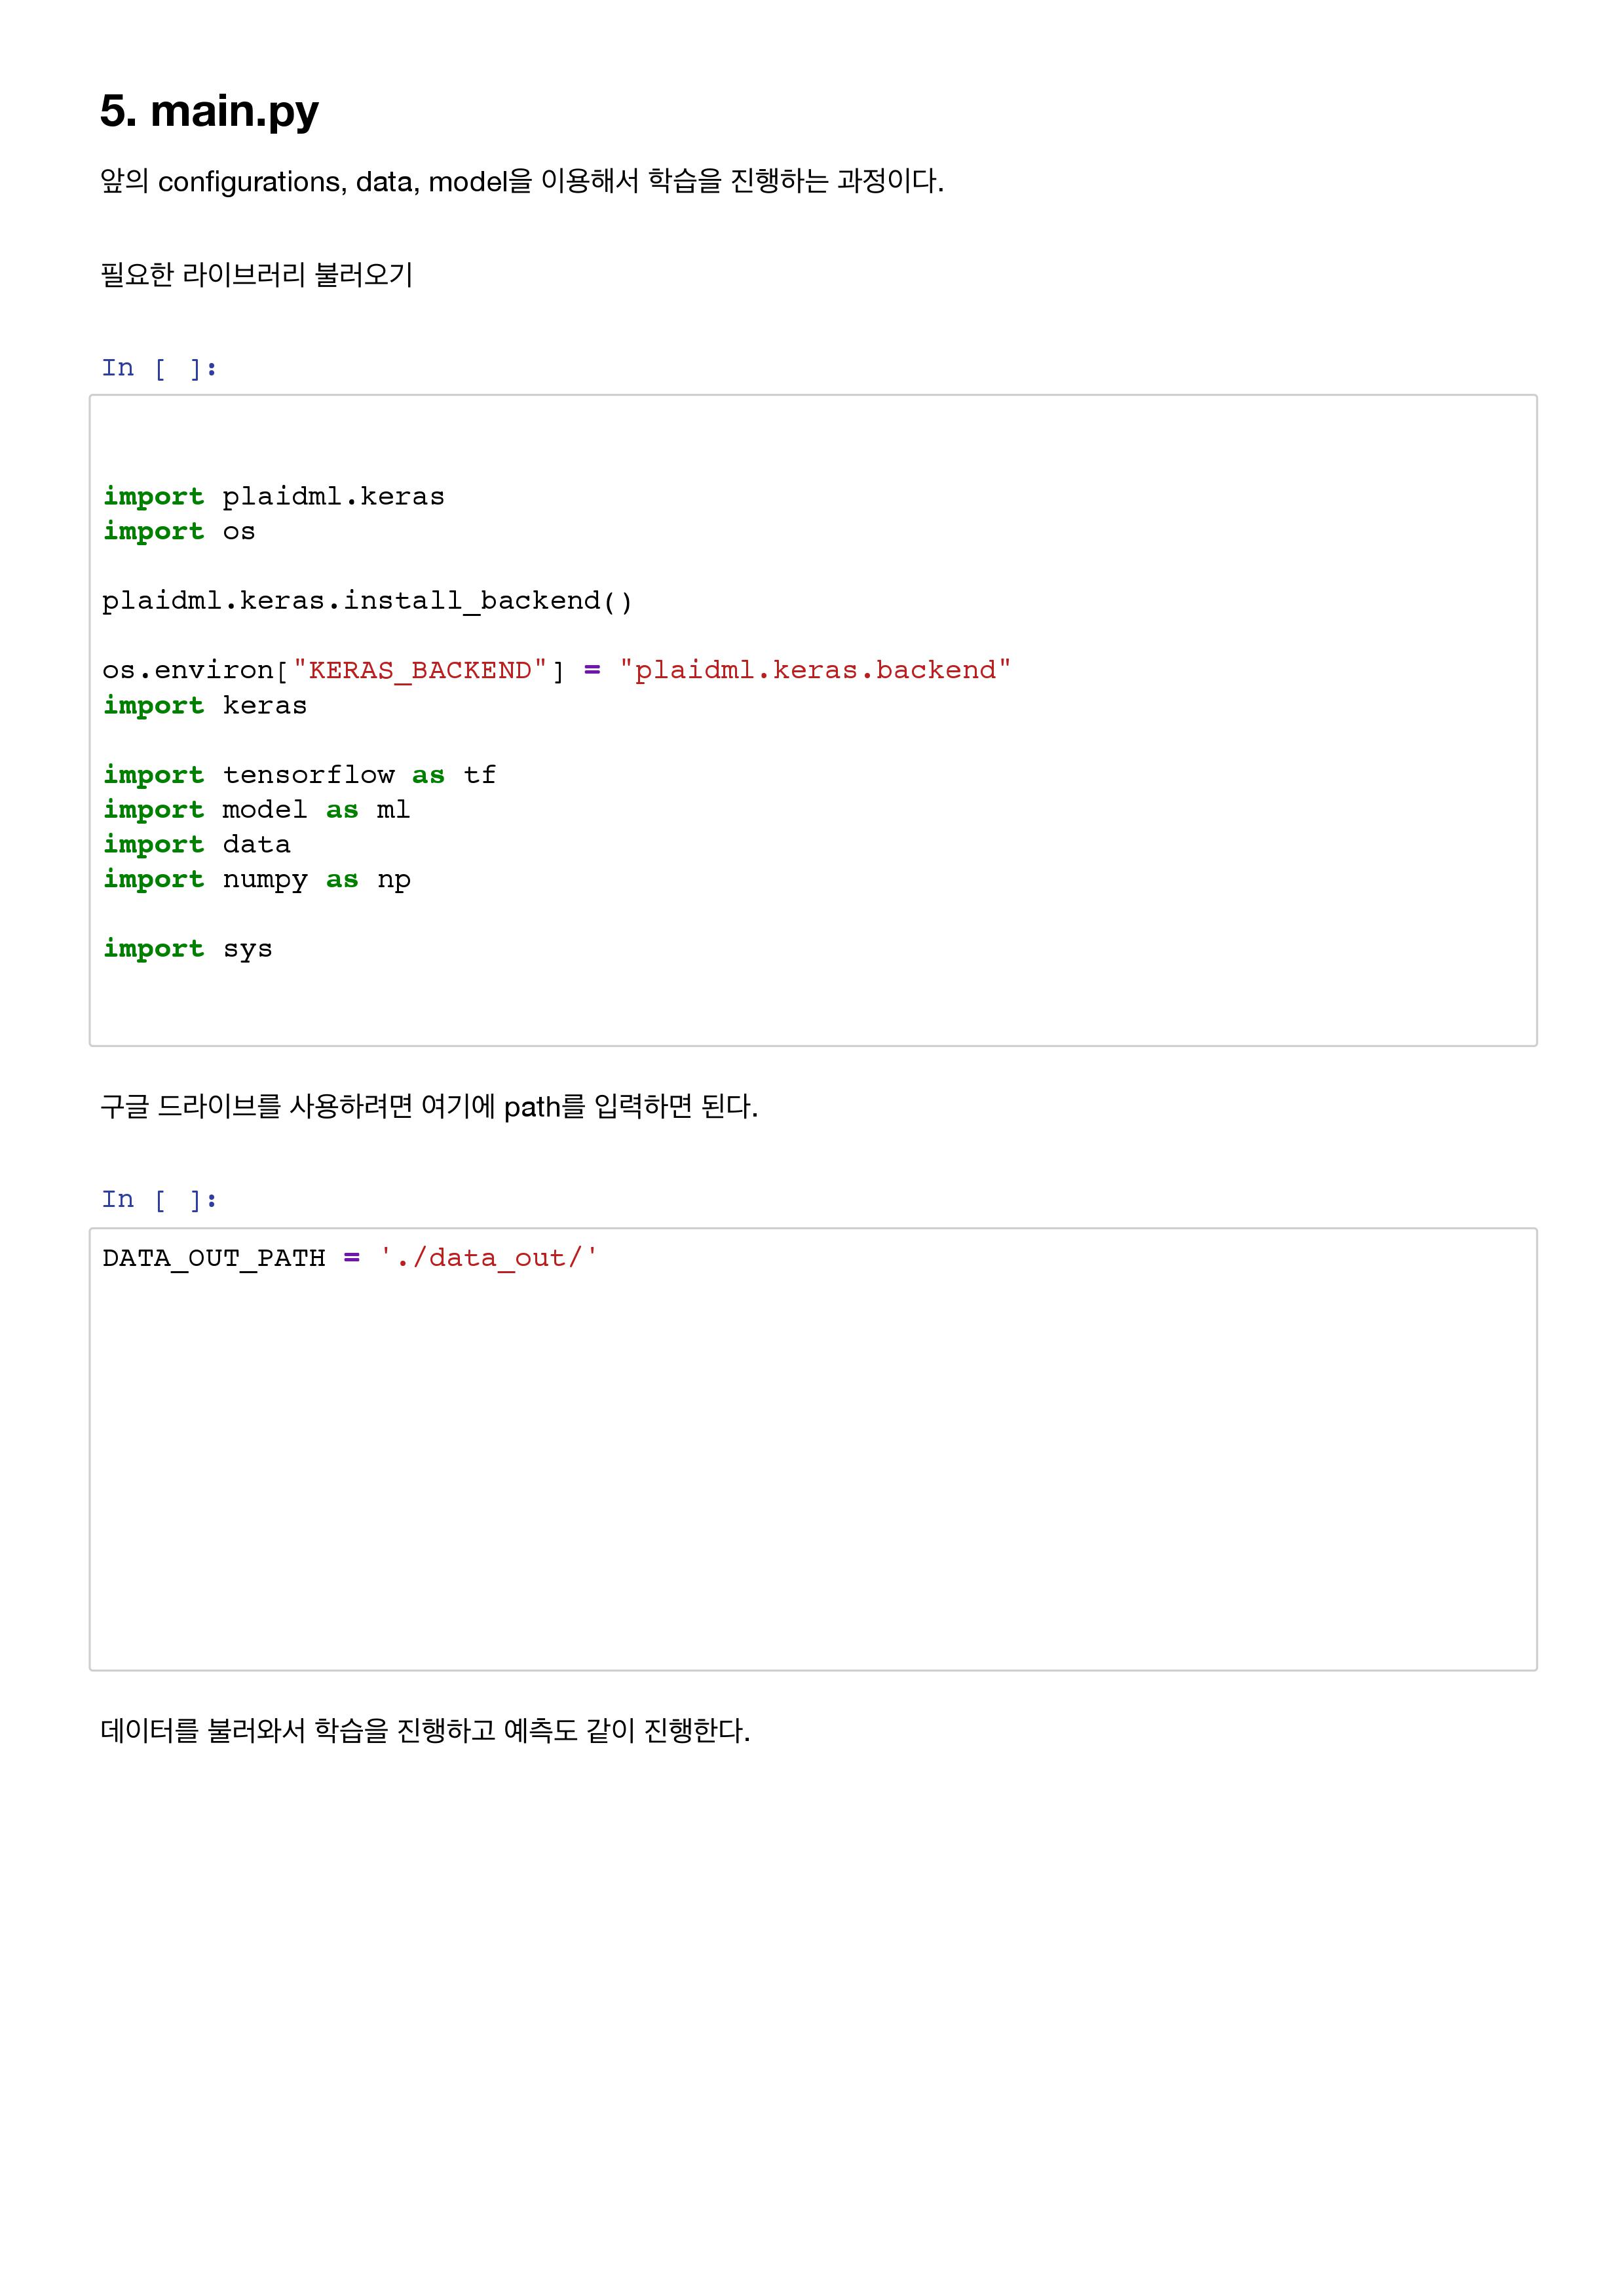 5. main.py
앞의 configurations, data, model을 이용해서 학습을 진행하는 과정이다.
필요한 라이브러리 불러오기
In [ ]:
import plaidml.keras
import os
plaidml.keras.install_backend()
os.environ["KERAS_BACKEND"] = "plaidml.keras.backend"
import keras
import tensorflow as tf
import model as ml
import data
import numpy as np
import sys
구글 드라이브를 사용하려면 여기에 path를 입력하면 된다.
In [ ]:
DATA_OUT_PATH = './data_out/'
데이터를 불러와서 학습을 진행하고 예측도 같이 진행한다.